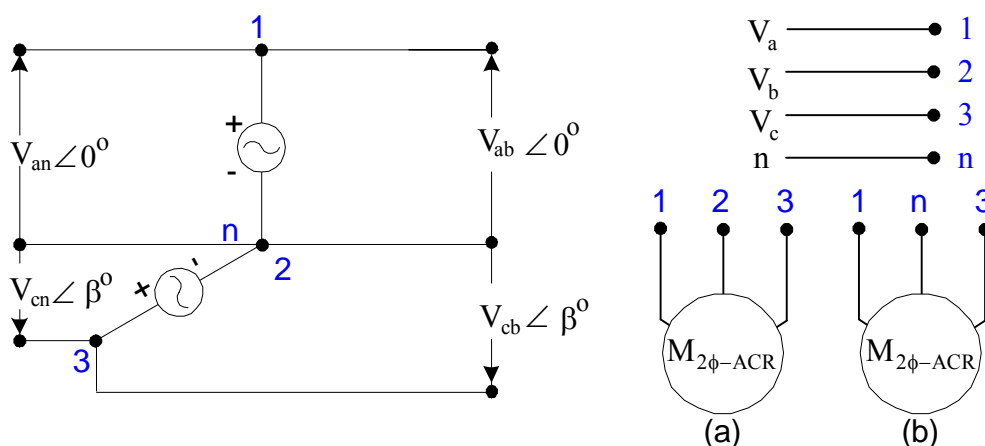 1
V_an ∠0°
+
-
V_ab ∠0°
n
2
V_cn ∠ β°
+
-
V_cb ∠ β°
3
V_a 1
V_b 2
V_c 3
n n
1 2 3
1 n 3
M_2ϕ−ACR
M_2ϕ−ACR
(a)
(b)